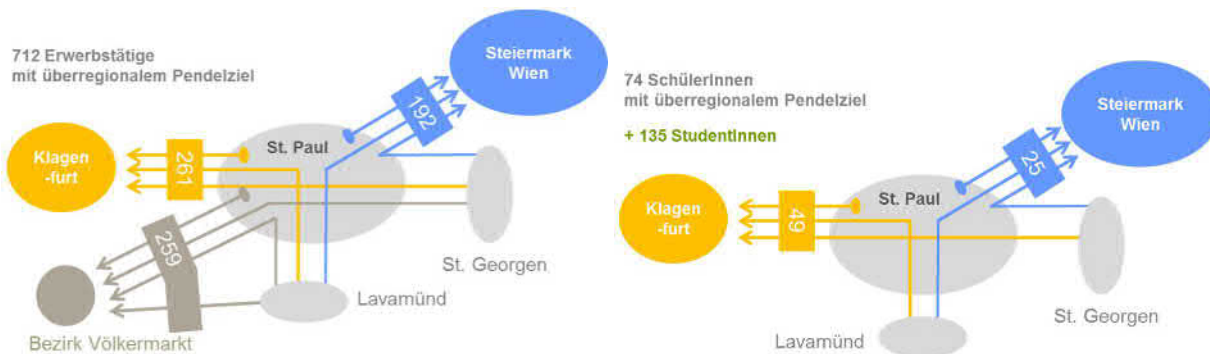 712 Erwerbstätige
mit überregionalem Pendelziel
Steiermark
Wien
192
St. Paul
Klagen
-furt
261
259
St. Georgen
Lavamünd
Bezirk Völkermarkt
74 SchülerInnen
mit überregionalem Pendelziel
+ 135 StudentInnen
Steiermark
Wien
25
St. Paul
Klagen
-furt
49
St. Georgen
Lavamünd